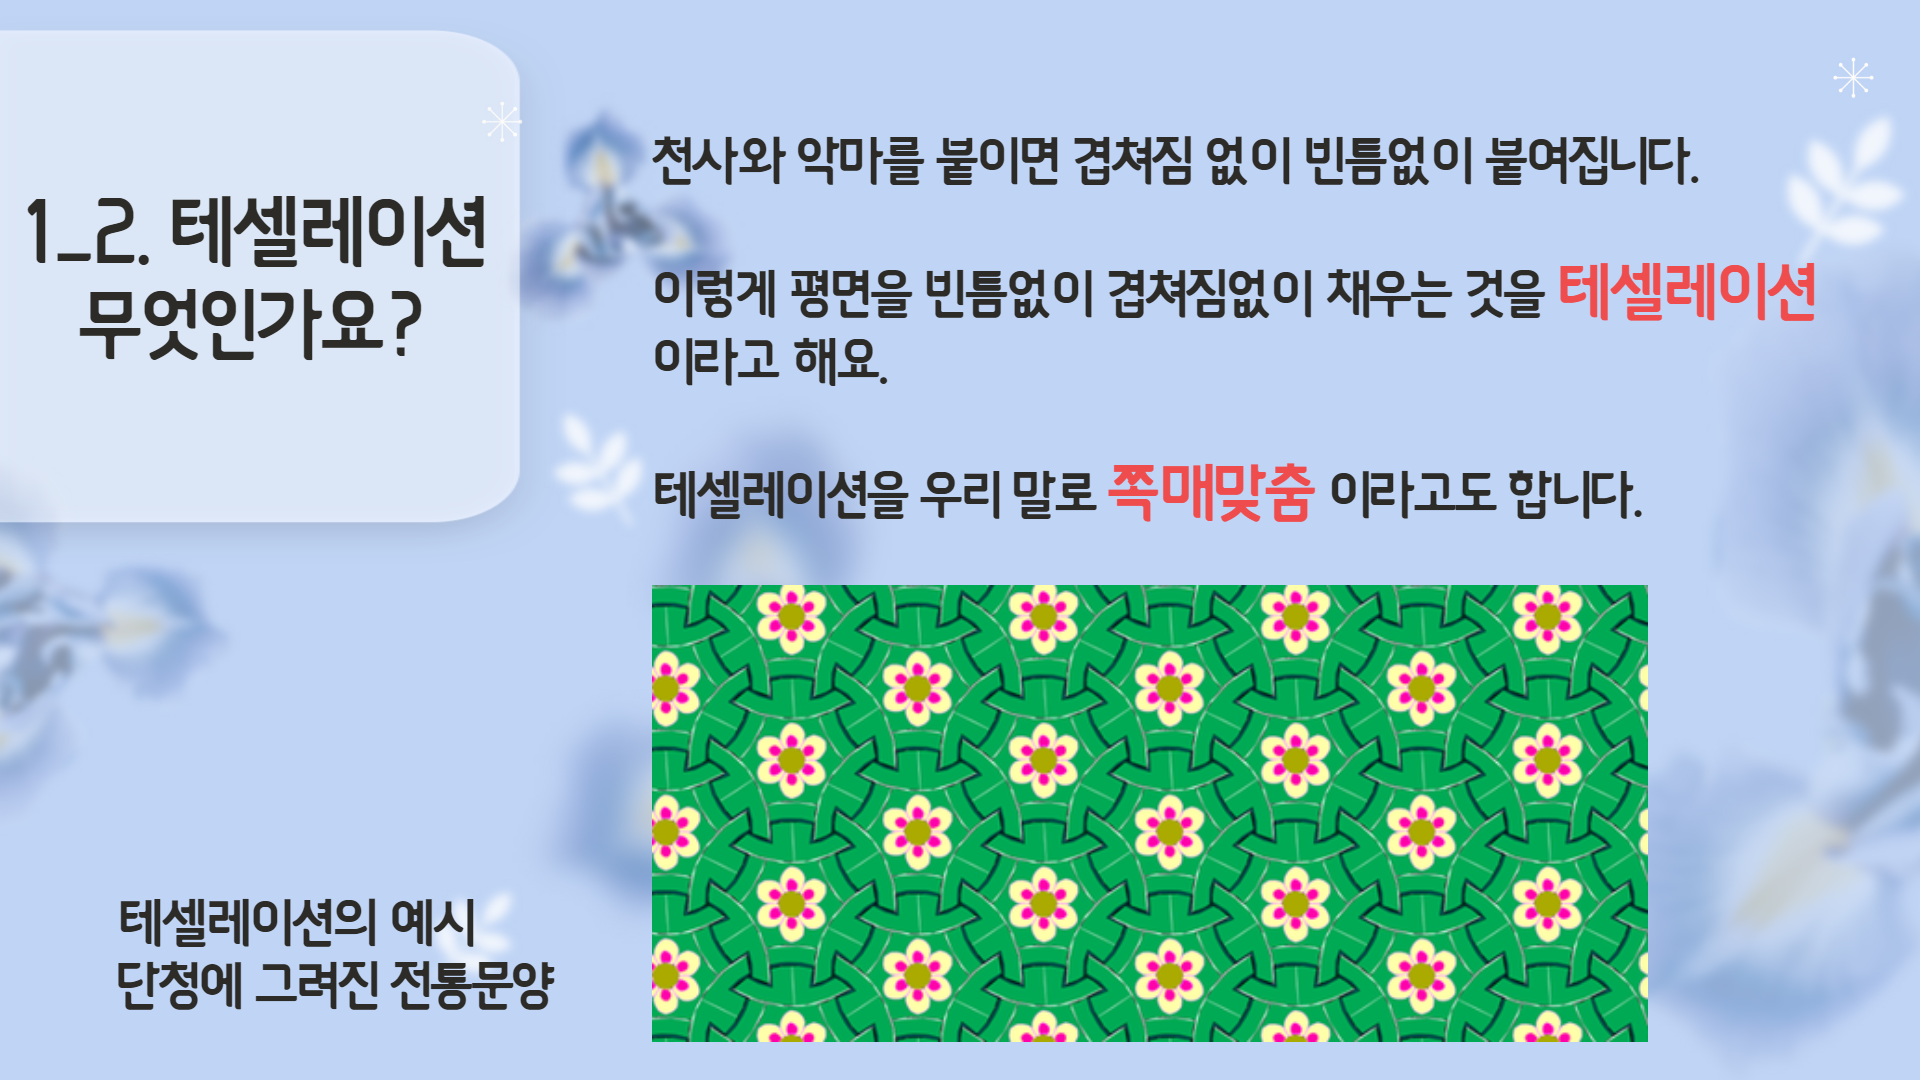 1_2. 테셀레이션
무엇인가요?
천사와 악마를 붙이면 겹쳐짐 없이 빈틈없이 붙여집니다.
이렇게 평면을 빈틈없이 겹쳐짐없이 채우는 것을 테셀레이션
이라고 해요.
테셀레이션을 우리 말로 쪽매맞춤 이라고도 합니다.
테셀레이션의 예시
단청에 그려진 전통문양